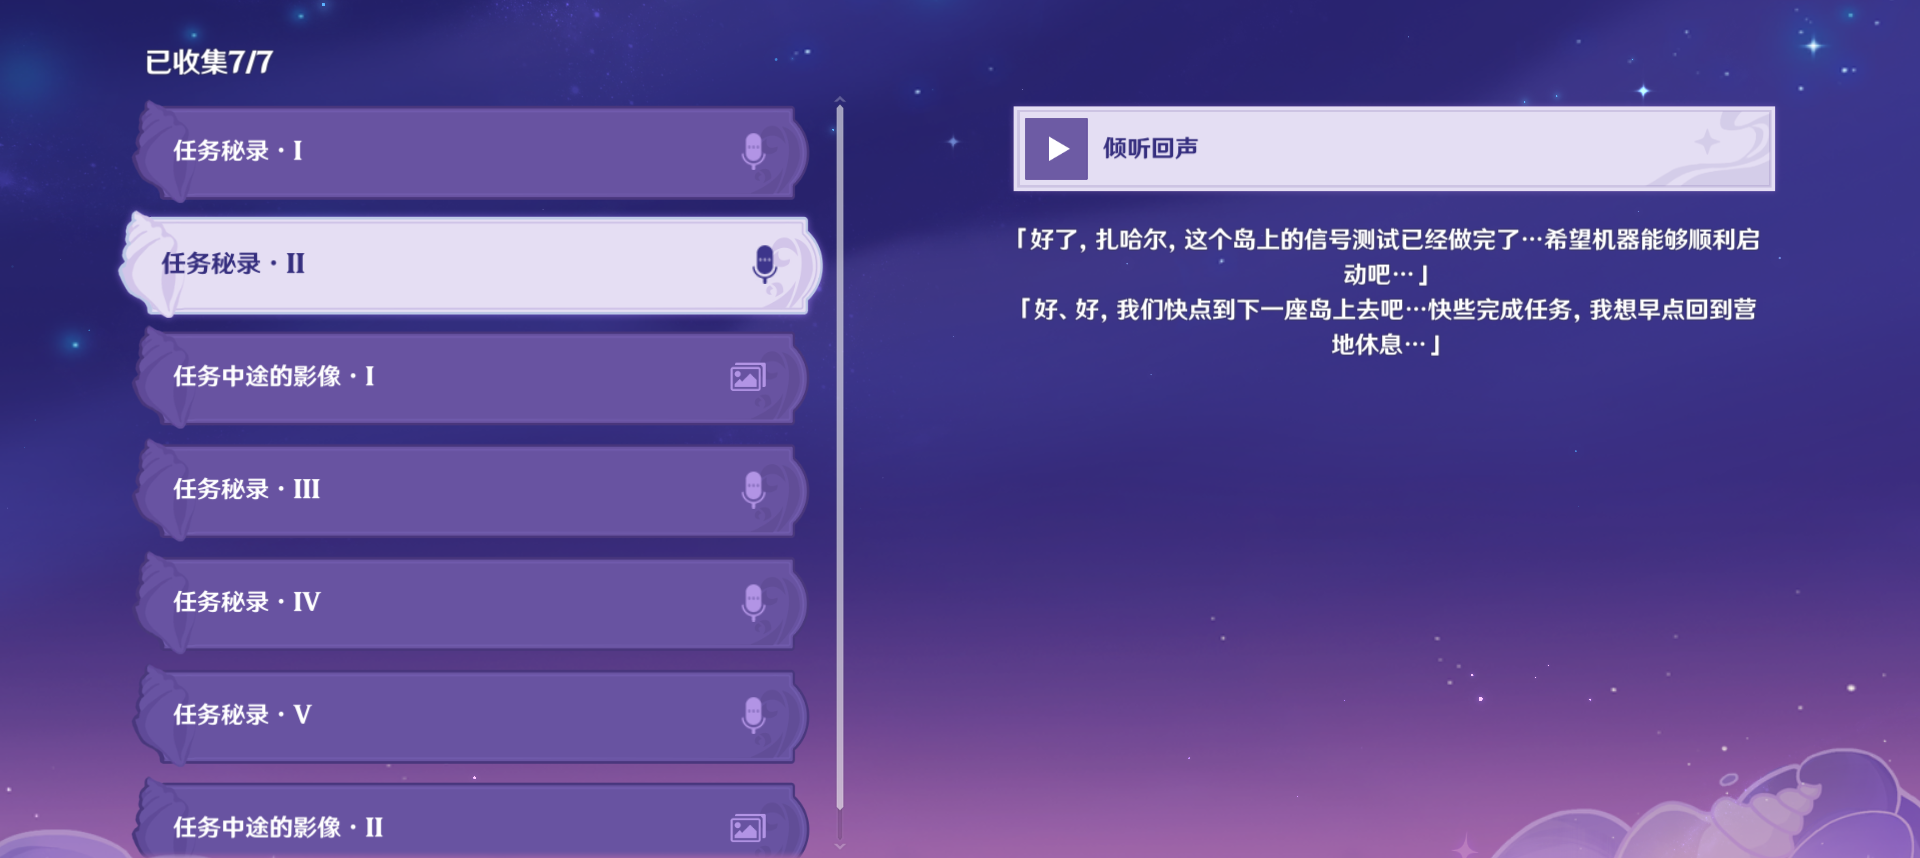 已收集7/7
任务秘录·I
任务秘录·II
任务中途的影像·I
任务秘录·III
任务秘录·IV
任务秘录·V
任务中途的影像·II
倾听回声
「好了,扎哈尔,这个岛上的信号测试已经做完了…希望机器能够顺利启
动吧…」
「好、好,我们快点到下一座岛上去吧…快些完成任务,我想早点回到营
地休息…」